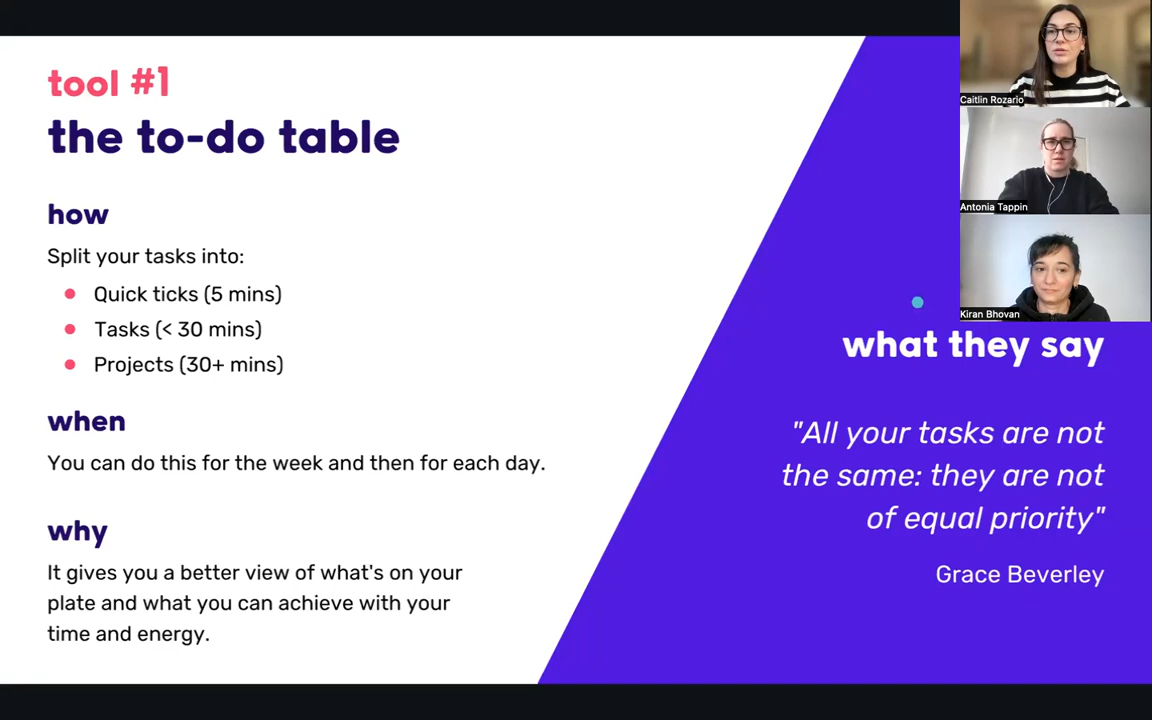 tool #1
the to-do table
how
Split your tasks into:
Quick ticks (5 mins)
Tasks (< 30 mins)
Projects (30+ mins)
when
You can do this for the week and then for each day.
why
It gives you a better view of what's on your
plate and what you can achieve with your
time and energy.
what they say
"All your tasks are not
the same: they are not
of equal priority"
Grace Beverley
Caitlin Rozario
Antonia Tappin
Kiran Bhovan